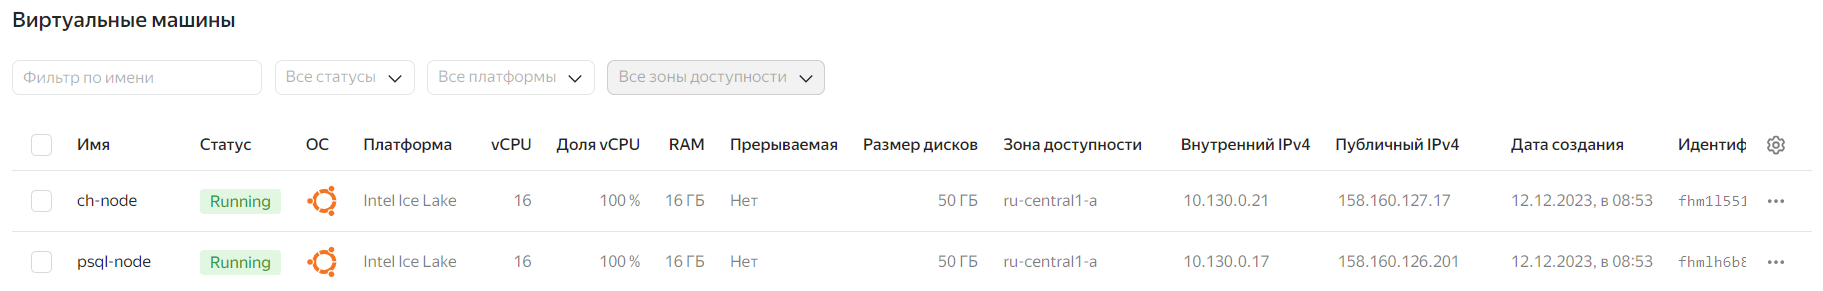 Виртуальные машины
Фильтр по имени Все статусы Все платформы Все зоны доступности
Имя Статус ОС Платформа vCPU Доля vCPU RAM Прерываемая Размер дисков Зона доступности Внутренний IPv4 Публичный IPv4 Дата создания Идентиф
ch-node Running Intel Ice Lake 16 100 % 16 ГБ Нет 50 ГБ ru-central1-a 10.130.0.21 158.160.127.17 12.12.2023, в 08:53 fhm1l551
psql-node Running Intel Ice Lake 16 100 % 16 ГБ Нет 50 ГБ ru-central1-a 10.130.0.17 158.160.126.201 12.12.2023, в 08:53 fhmlh6b8